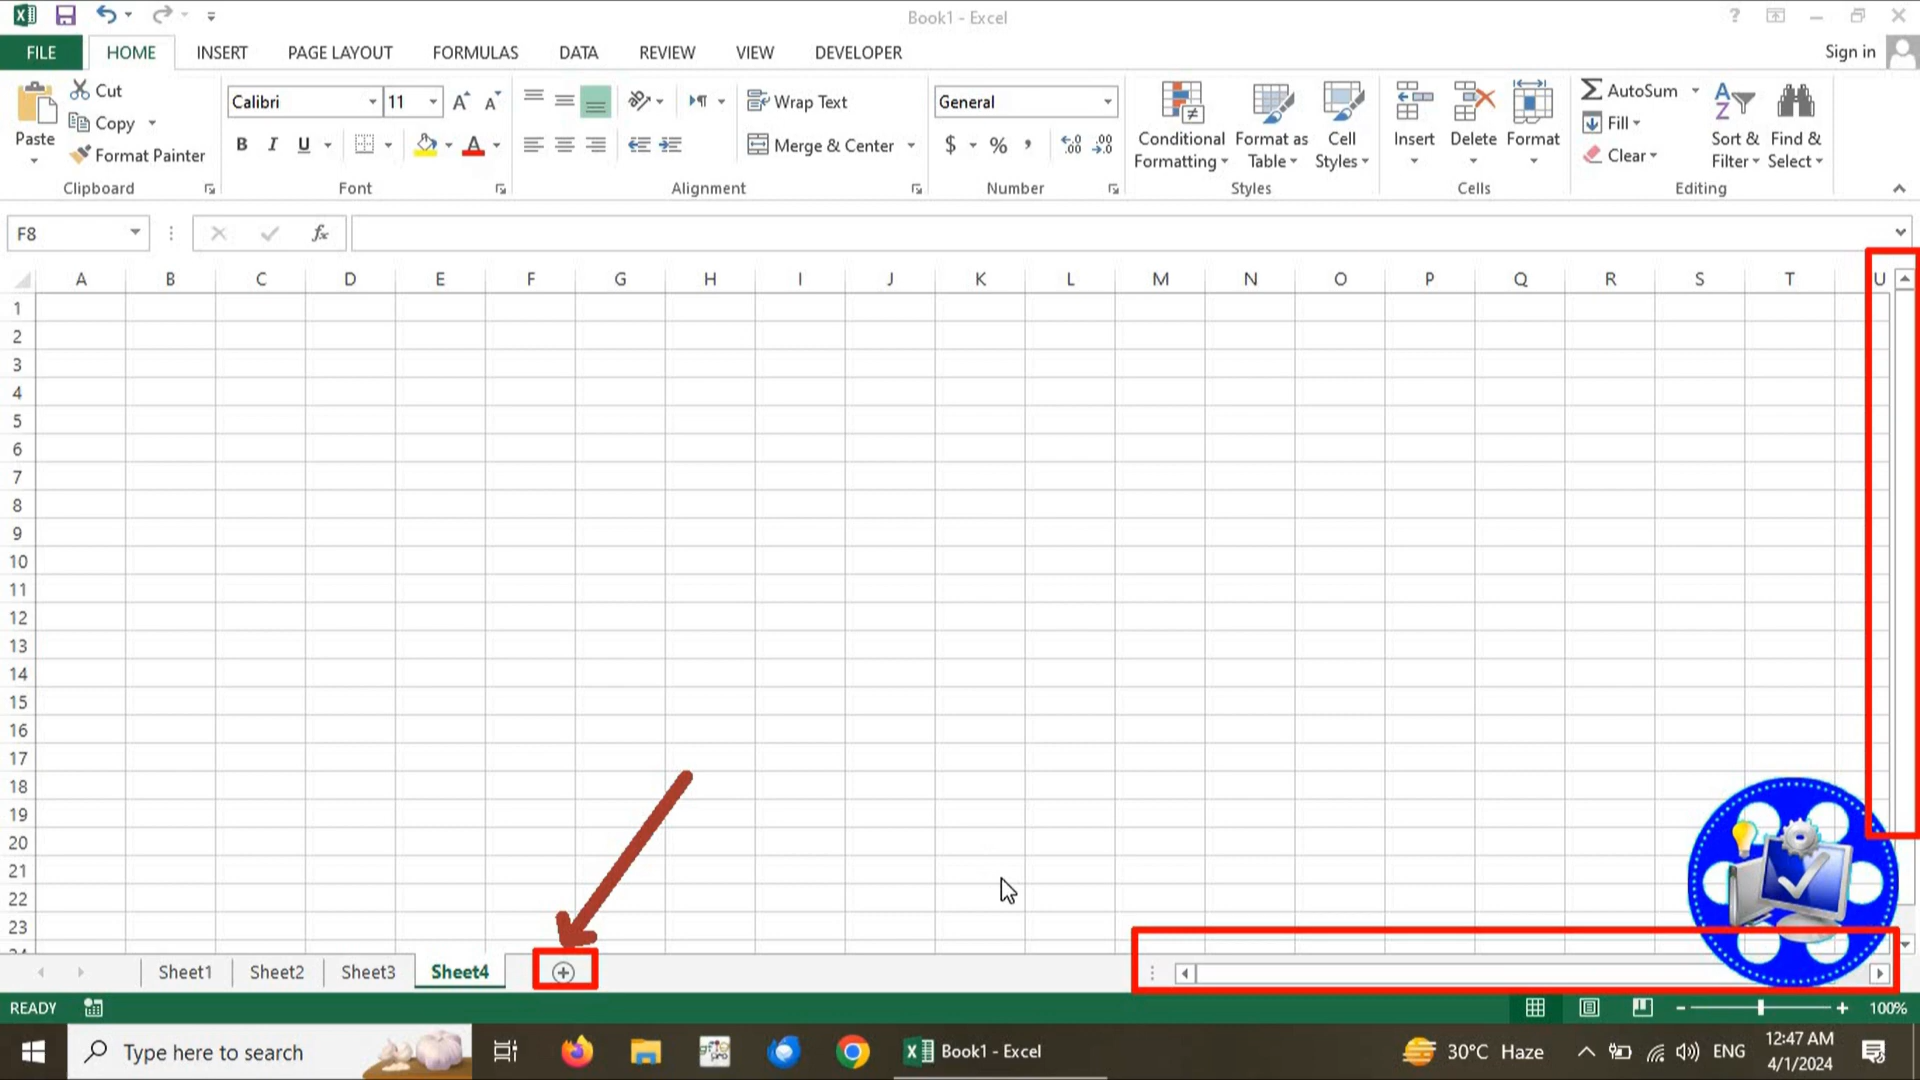 Book1 - Excel
?
FILE HOME INSERT PAGE LAYOUT FORMULAS DATA REVIEW VIEW DEVELOPER Sign in
Paste Cut Copy Format Painter
Clipboard
Calibri 11
B I U A
Font
Wrap Text
Merge & Center
Alignment
General
$ % ,
Number
Conditional Formatting
Format as Table
Cell Styles
Styles
Insert Delete Format
Cells
AutoSum
Fill
Clear
Sort & Filter
Find & Select
Editing
F8 fx
A B C D E F G H I J K L M N O P Q R S T U
1
2
3
4
5
6
7
8
9
10
11
12
13
14
15
16
17
18
19
20
21
22
23
24
Sheet1 Sheet2 Sheet3 Sheet4
READY 100%
Type here to search Book1 - Excel 30°C Haze ENG 12:47 AM
4/1/2024